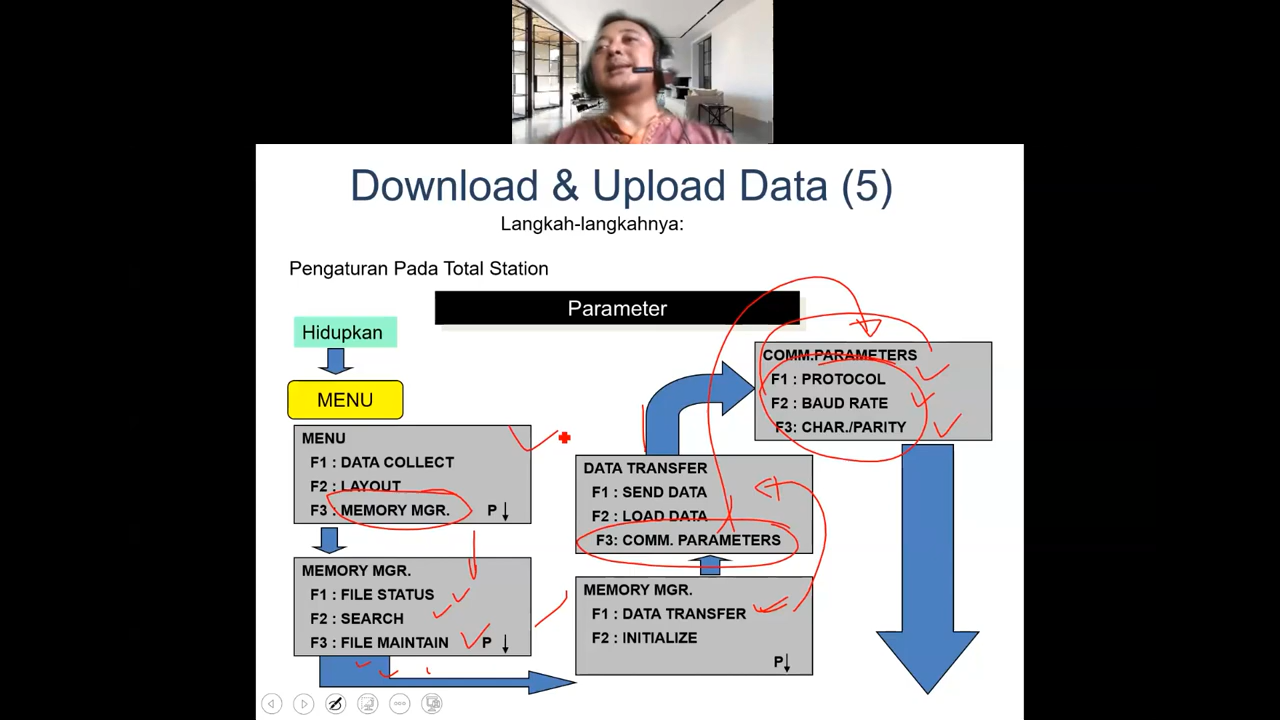 Download & Upload Data (5)
Langkah-langkahnya:
Pengaturan Pada Total Station
Parameter
Hidupkan
MENU
MENU
F1 : DATA COLLECT
F2 : LAYOUT
F3 : MEMORY MGR. P↓
MEMORY MGR.
F1 : FILE STATUS
F2 : SEARCH
F3 : FILE MAINTAIN P↓
MEMORY MGR.
F1 : DATA TRANSFER
F2 : INITIALIZE
P↓
DATA TRANSFER
F1 : SEND DATA
F2 : LOAD DATA
F3: COMM. PARAMETERS
COMM.PARAMETERS
F1 : PROTOCOL
F2 : BAUD RATE
F3: CHAR./PARITY